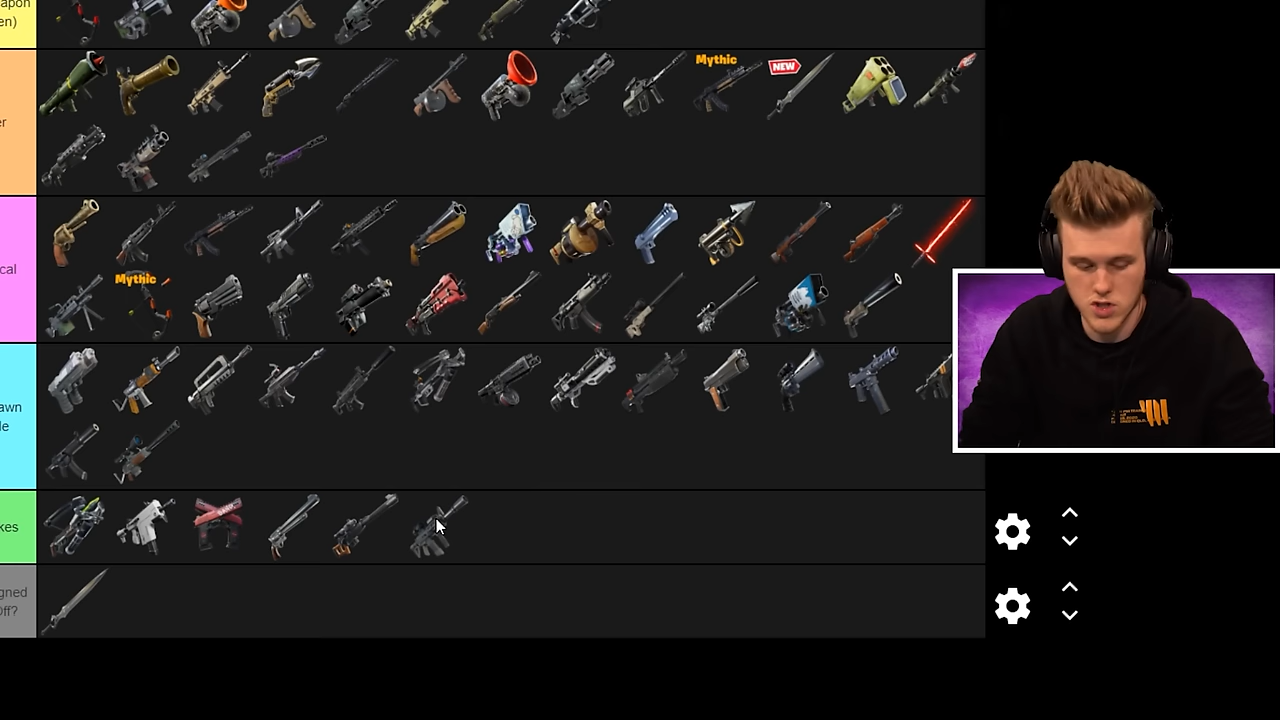 apon
en)
Mythic
NEW
er
cal
Mythic
awn
le
kes
gned
Off?